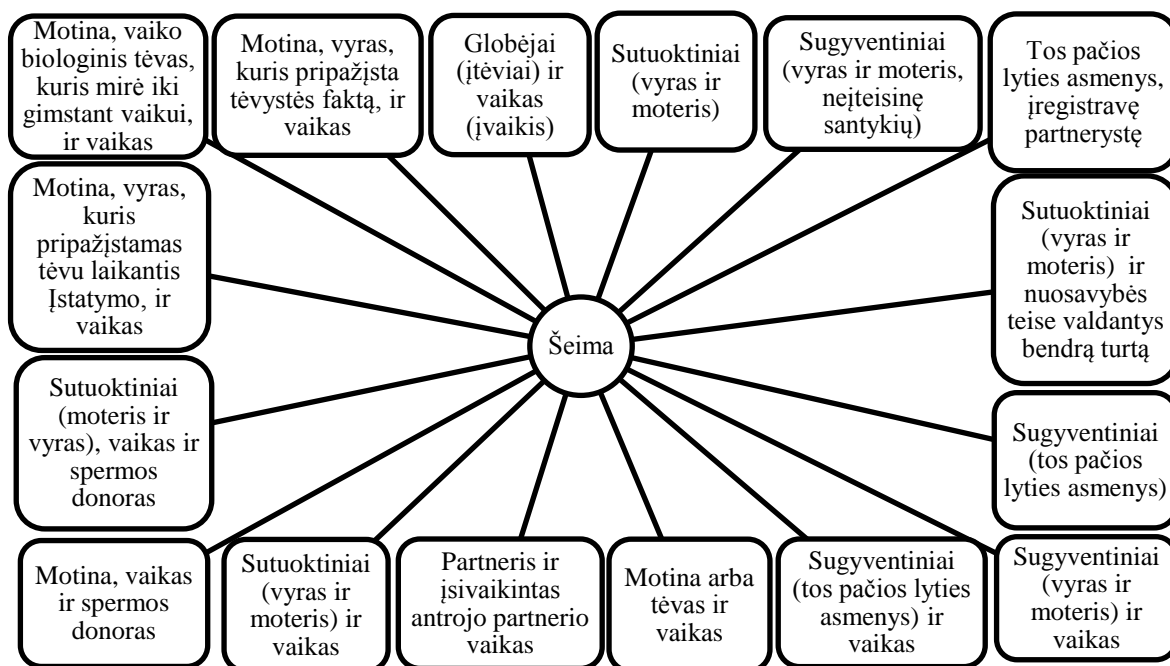 Motina, vaiko
biologinis tėvas,
kuris mirė iki
gimstant vaikui,
ir vaikas
Motina, vyras,
kuris pripažįsta
tėvystės faktą, ir
vaikas
Globėjai
(įtėviai) ir
vaikas
(įvaikis)
Sutuoktiniai
(vyras ir
moteris)
Sugyventiniai
(vyras ir moteris,
neįteisinę
santykių)
Tos pačios
lyties asmenys,
įregistravę
partnerystę
Motina, vyras,
kuris
pripažįstamas
tėvu laikantis
Įstatymo, ir
vaikas
Sutuoktiniai
(vyras ir
moteris) ir
nuosavybės
teise valdantys
bendrą turtą
Šeima
Sutuoktiniai
(moteris ir
vyras), vaikas ir
spermos
donoras
Sugyventiniai
(tos pačios
lyties asmenys)
Motina, vaikas
ir spermos
donoras
Sutuoktiniai
(vyras ir
moteris) ir
vaikas
Partneris ir
įsivaikintas
antrojo partnerio
vaikas
Motina arba
tėvas ir
vaikas
Sugyventiniai
(tos pačios lyties
asmenys) ir
vaikas
Sugyventiniai
(vyras ir
moteris) ir
vaikas